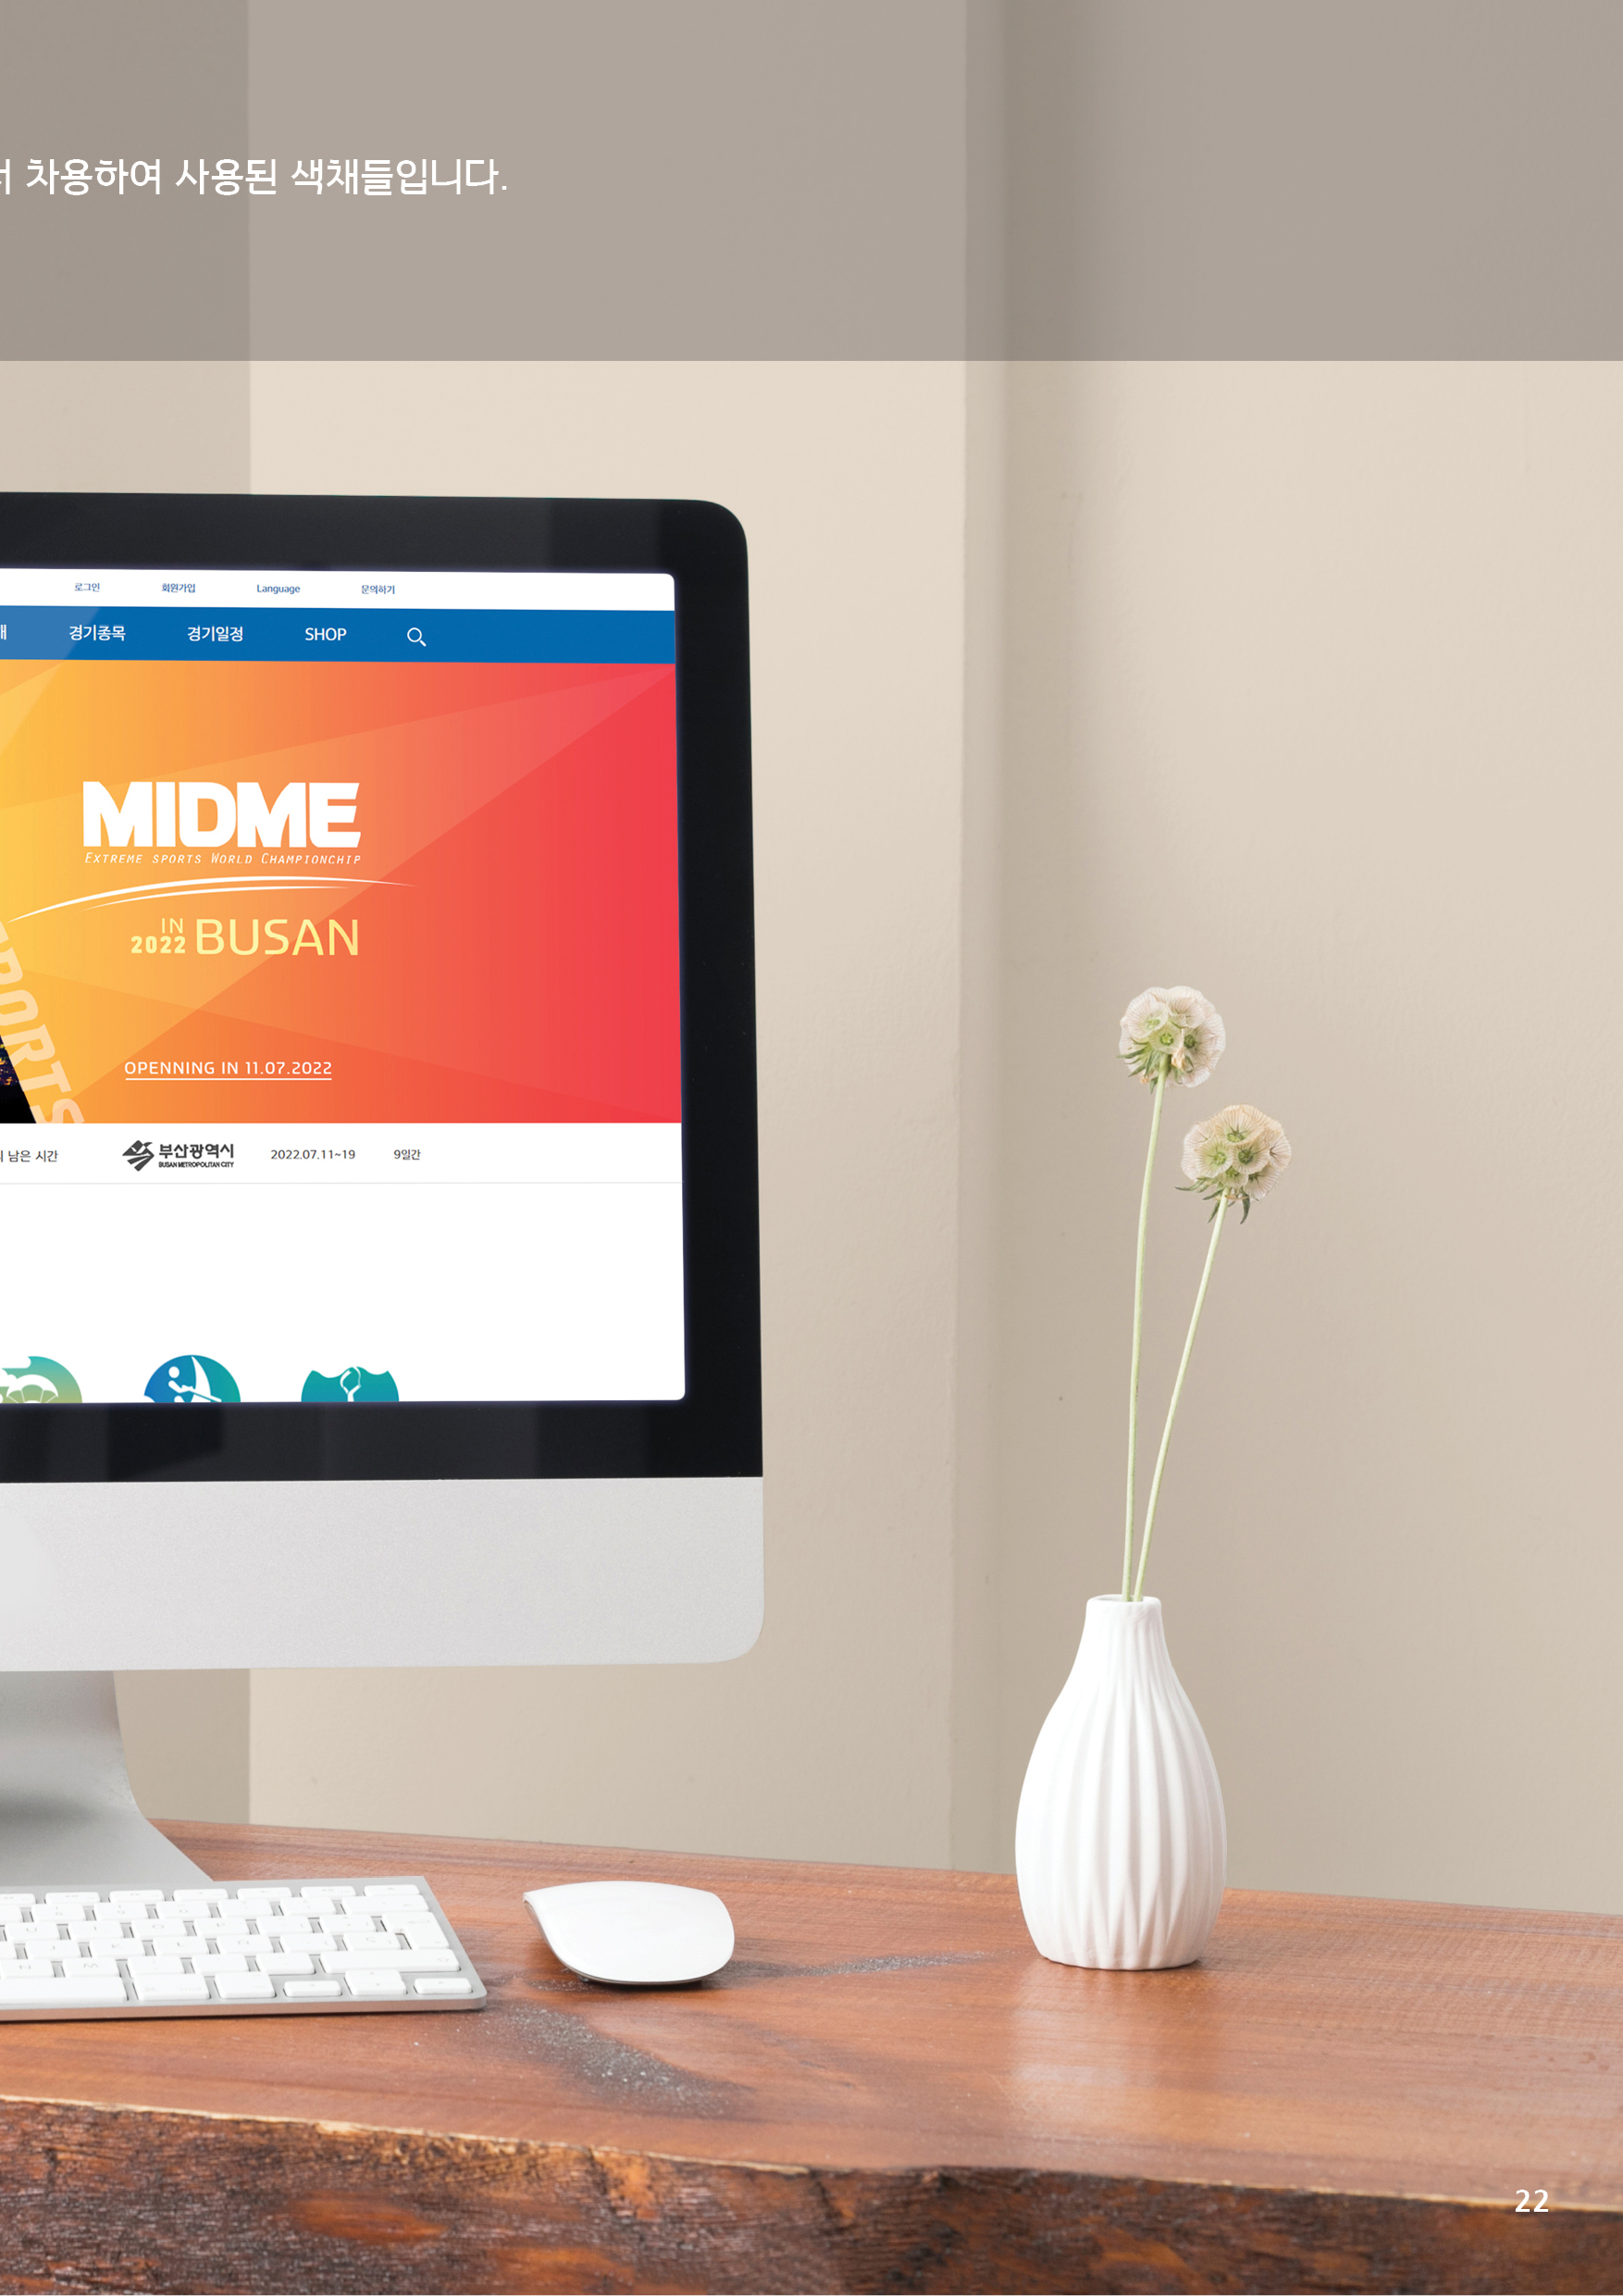 차용하여 사용된 색채들입니다.
로그인 회원가입 Language 문의하기
경기종목 경기일정 SHOP
MIDME
EXTREME SPORTS WORLD CHAMPIONCHIP
IN
2022 BUSAN
PORTS
OPENNING IN 11.07.2022
남은 시간 부산광역시 2022.07.11~19 9일간
BUSAN METROPOLITAN CITY
22